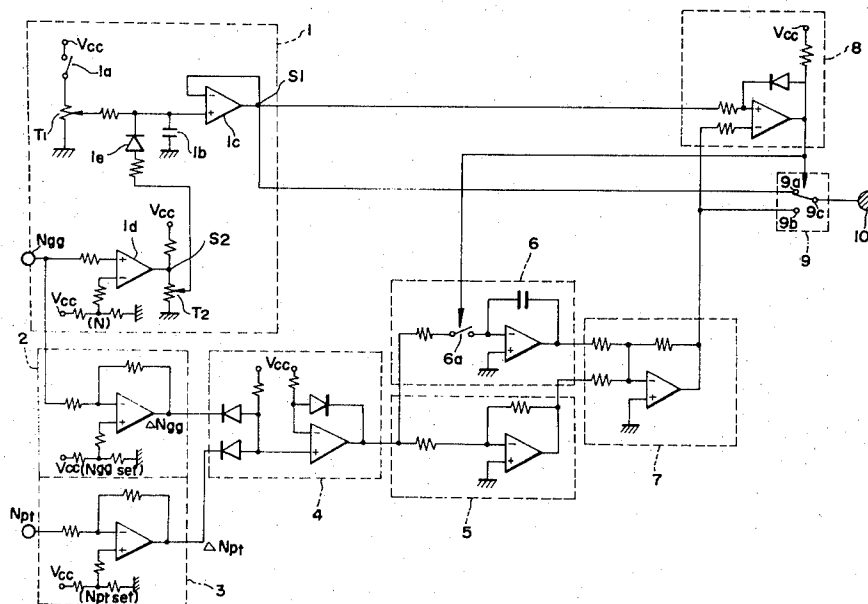 Vcc
1a
T1
1e
1b
1c
S1
1
Vcc
8
9a
9b
9c
9
10
Ngg
1d
Vcc
S2
T2
Vcc
(N)
2
6
6a
7
ΔNgg
Vcc (Ngg set)
Vcc
4
5
Npt
ΔNpt
Vcc
(Npt set)
3